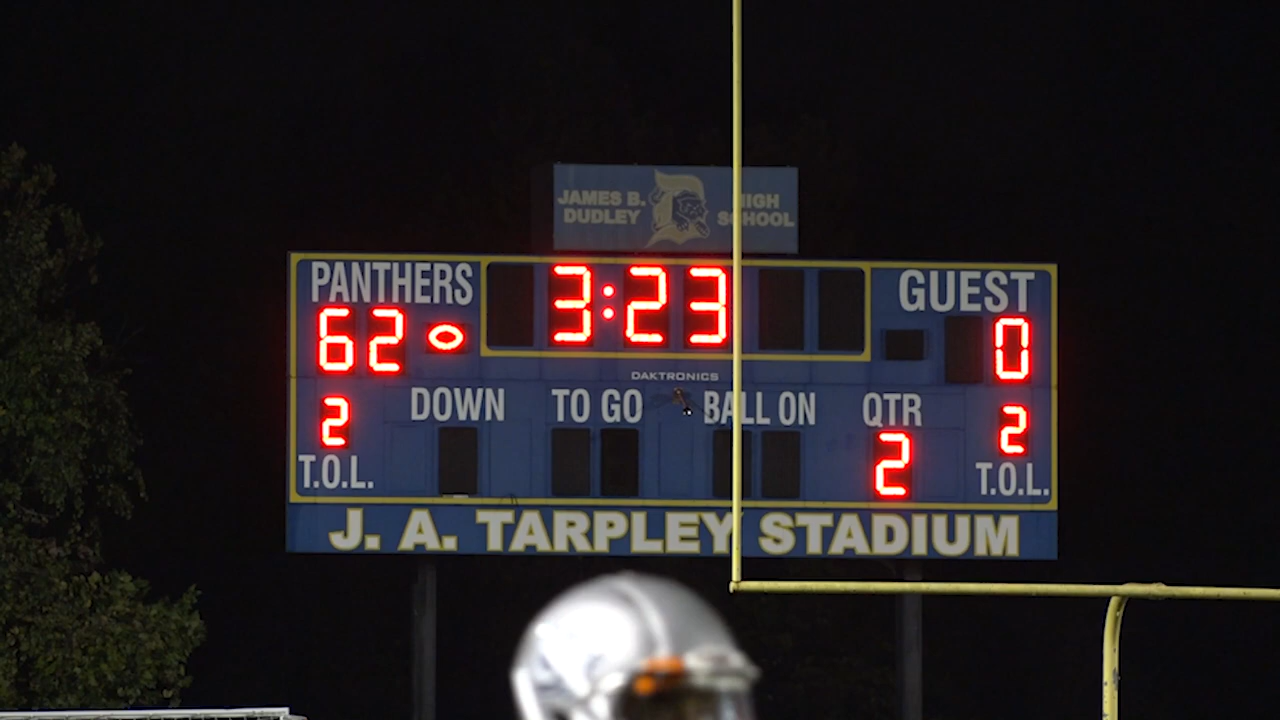 JAMES B. HIGH
DUDLEY SCHOOL
PANTHERS 3:23 GUEST
62 0
DAKTRONICS
2 DOWN TO GO BALL ON QTR 2
T.O.L. 2 T.O.L.
J. A. TARPLEY STADIUM